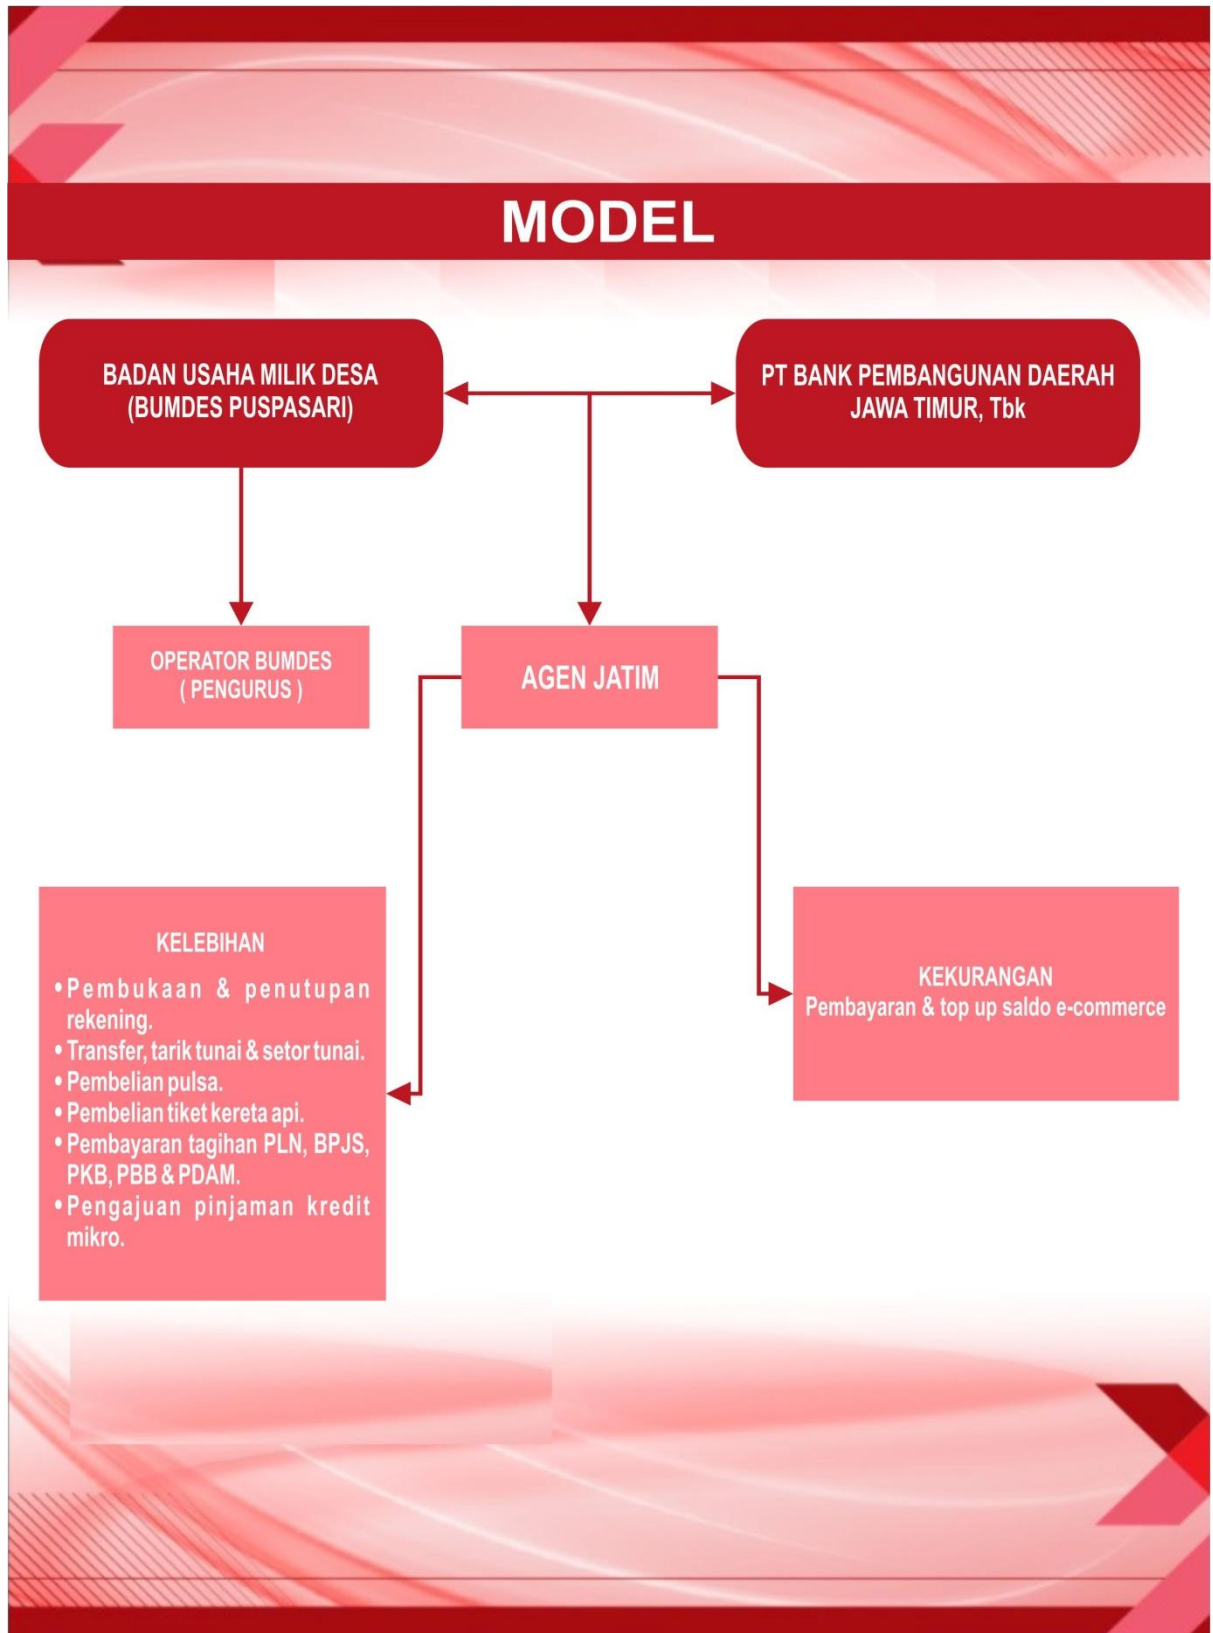 MODEL
BADAN USAHA MILIK DESA
(BUMDES PUSPASARI)
PT BANK PEMBANGUNAN DAERAH
JAWA TIMUR, Tbk
OPERATOR BUMDES
( PENGURUS )
AGEN JATIM
KELEBIHAN
• Pembukaan & penutupan
rekening.
• Transfer, tarik tunai & setor tunai.
• Pembelian pulsa.
• Pembelian tiket kereta api.
• Pembayaran tagihan PLN, BPJS,
PKB, PBB & PDAM.
• Pengajuan pinjaman kredit
mikro.
KEKURANGAN
Pembayaran & top up saldo e-commerce